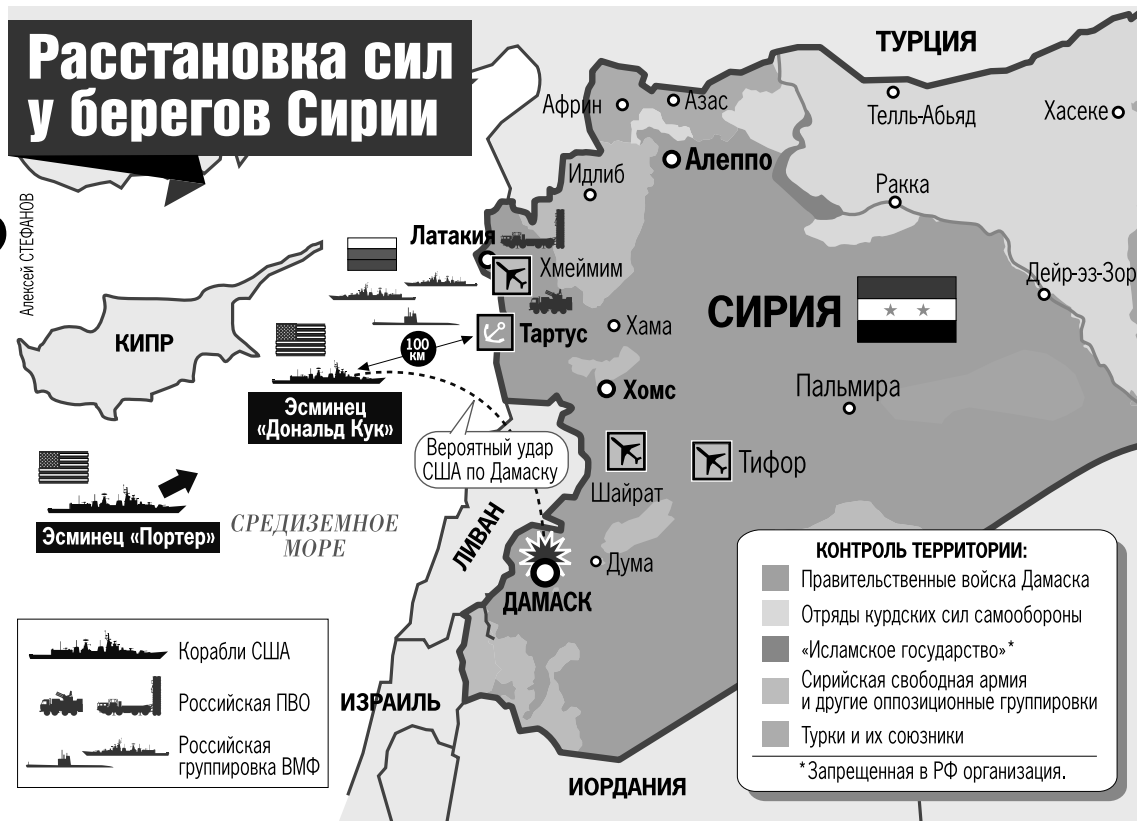 Расстановка сил
у берегов Сирии
Алексей СТЕФАНОВ
ТУРЦИЯ
Африн
Азас
Телль-Абьяд
Хасеке
Алеппо
Идлиб
Ракка
Латакия
Хмеймим
Дейр-эз-Зор
СИРИЯ
КИПР
Тартус
Хама
100
КМ
Хомс
Пальмира
Эсминец
«Дональд Кук»
Вероятный удар
США по Дамаску
Шайрат
Тифор
Эсминец «Портер»
СРЕДИЗЕМНОЕ
МОРЕ
ЛИВАН
Дума
ДАМАСК
ИЗРАИЛЬ
ИОРДАНИЯ
Корабли США
Российская ПВО
Российская
группировка ВМФ
КОНТРОЛЬ ТЕРРИТОРИИ:
Правительственные войска Дамаска
Отряды курдских сил самообороны
«Исламское государство»*
Сирийская свободная армия
и другие оппозиционные группировки
Турки и их союзники
*Запрещенная в РФ организация.